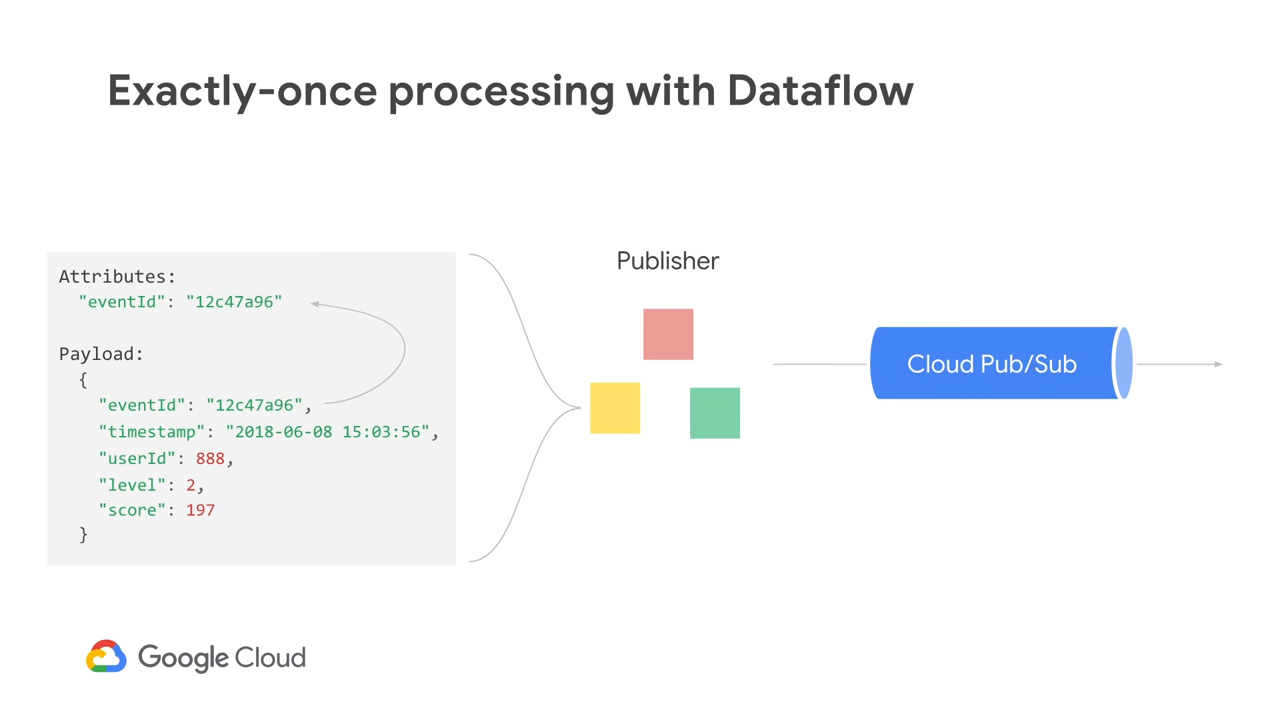 Exactly-once processing with Dataflow
Attributes:
"eventId": "12c47a96"
Payload:
{
"eventId": "12c47a96",
"timestamp": "2018-06-08 15:03:56",
"userId": 888,
"level": 2,
"score": 197
}
Publisher
Cloud Pub/Sub
Google Cloud